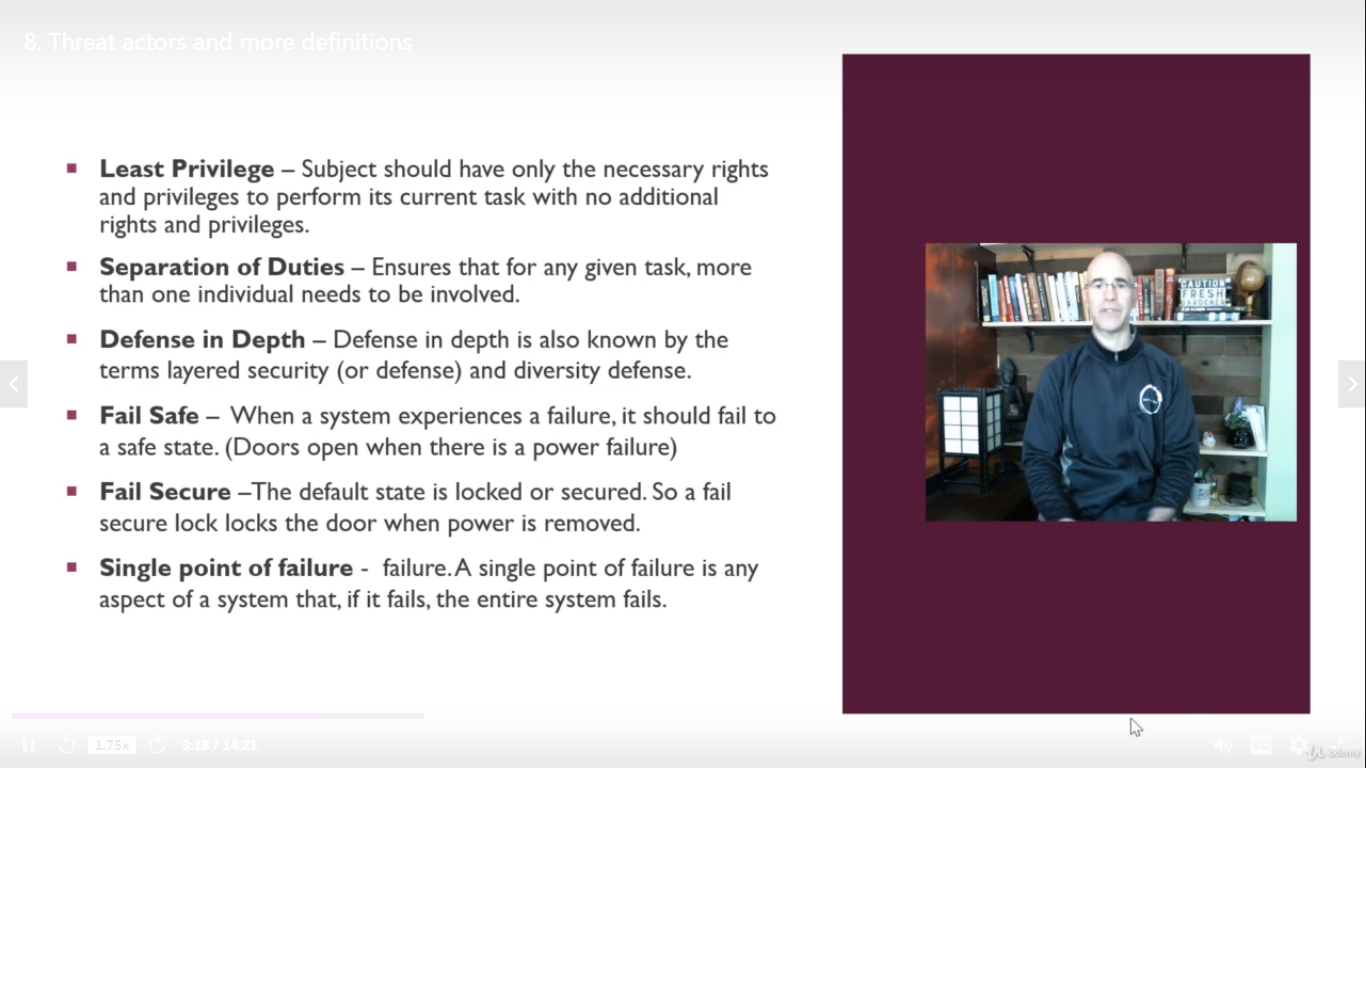 8. Threat actors and more definitions
Least Privilege – Subject should have only the necessary rights
and privileges to perform its current task with no additional
rights and privileges.
Separation of Duties – Ensures that for any given task, more
than one individual needs to be involved.
Defense in Depth – Defense in depth is also known by the
terms layered security (or defense) and diversity defense.
Fail Safe –  When a system experiences a failure, it should fail to
a safe state. (Doors open when there is a power failure)
Fail Secure –The default state is locked or secured. So a fail
secure lock locks the door when power is removed.
Single point of failure -  failure. A single point of failure is any
aspect of a system that, if it fails, the entire system fails.
CAUTION
FRESH
GARDENER
1.75x
3:18 / 14:21
CC
ûdemy